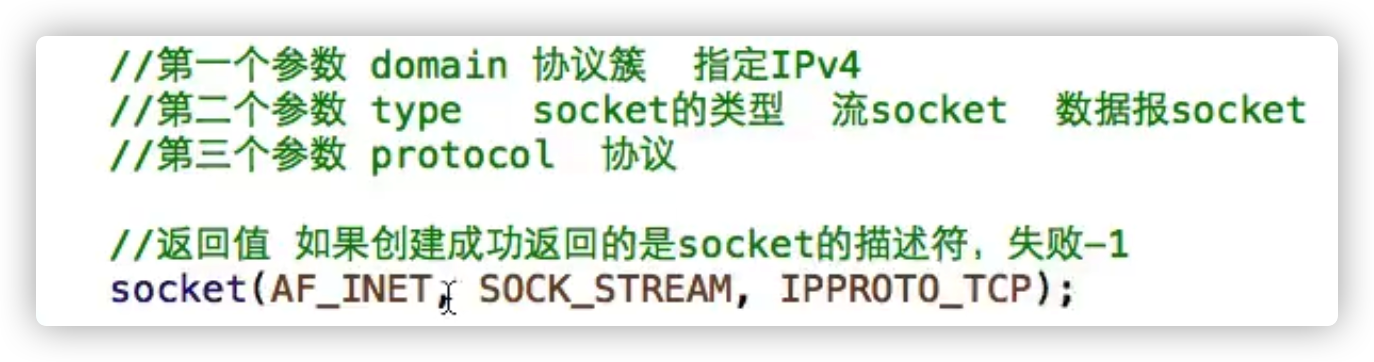 //第一个参数 domain 协议簇 指定IPv4
//第二个参数 type socket的类型 流socket 数据报socket
//第三个参数 protocol 协议
//返回值 如果创建成功返回的是socket的描述符，失败-1
socket(AF_INET, SOCK_STREAM, IPPROTO_TCP);